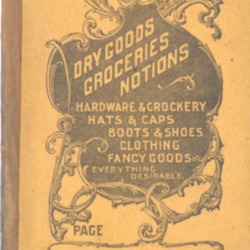 DRY GOODS
GROCERIES
NOTIONS
HARDWARE & CROCKERY
HATS & CAPS
BOOTS & SHOES
CLOTHING
FANCY GOODS etc
EVERYTHING
DESIRABLE.
PAGE